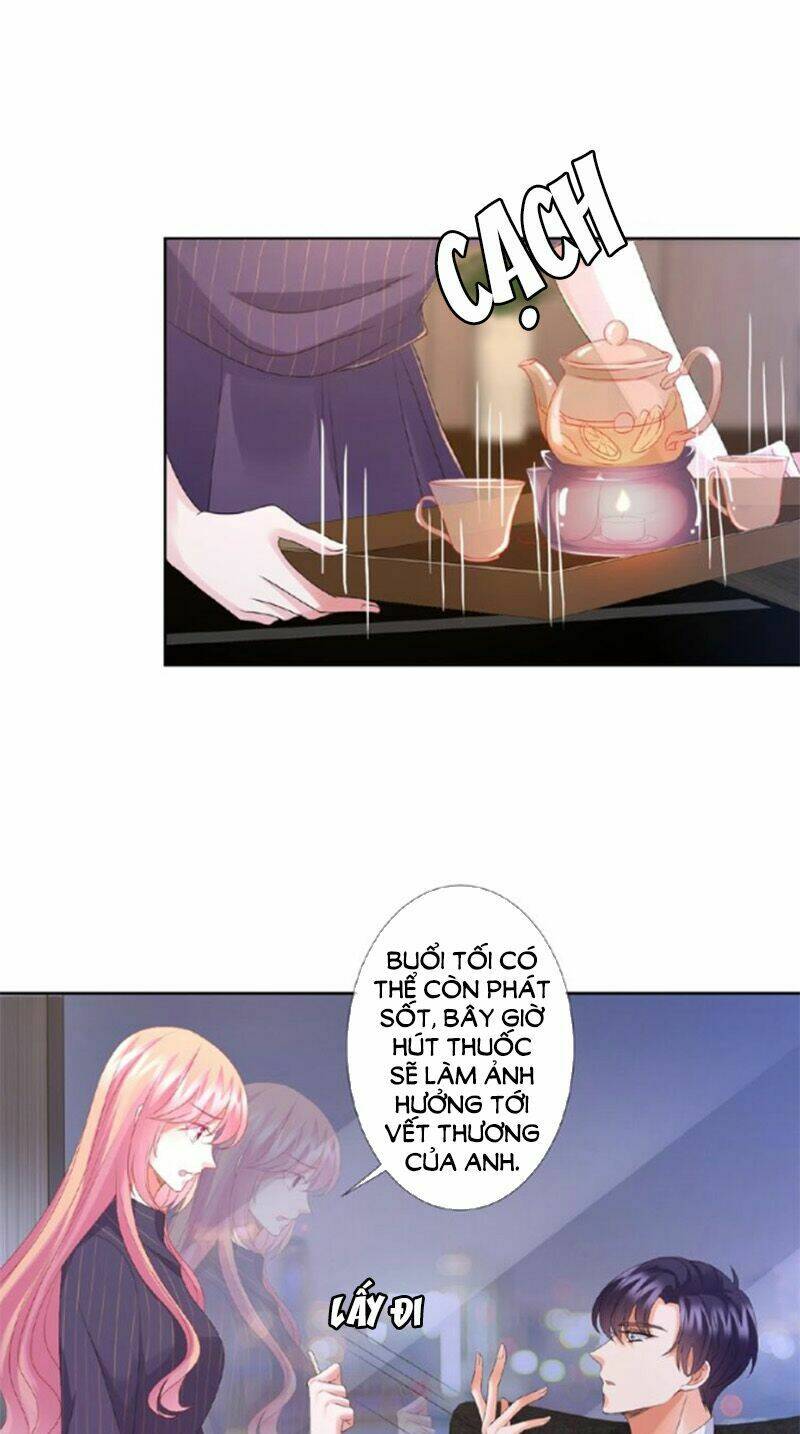 CẠCH
BUỔI TỐI CÓ
THỂ CÒN PHÁT
SỐT, BÂY GIỜ
HÚT THUỐC
SẼ LÀM ẢNH
HƯỞNG TỚI
VẾT THƯƠNG
CỦA ANH.
LẤY ĐI